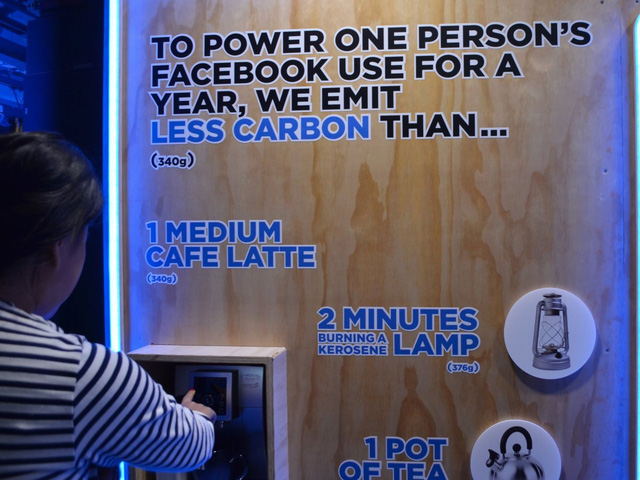 TO POWER ONE PERSON'S
FACEBOOK USE FOR A
YEAR, WE EMIT
LESS CARBON THAN...
(340g)
1 MEDIUM
CAFE LATTE
(340g)
2 MINUTES
BURNING A
KEROSENE LAMP
(376g)
1 POT
OF TEA